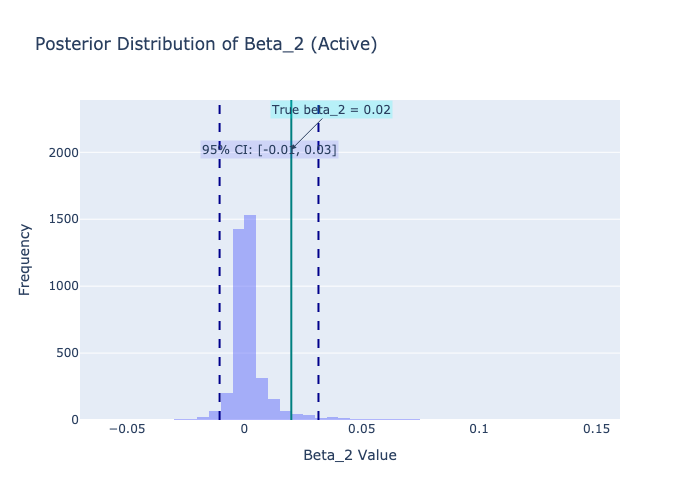 Posterior Distribution of Beta_2 (Active)
True beta_2 = 0.02
95% CI: [-0.01, 0.03]
2000
1500
1000
500
0
Frequency
−0.05
0
0.05
0.1
0.15
Beta_2 Value